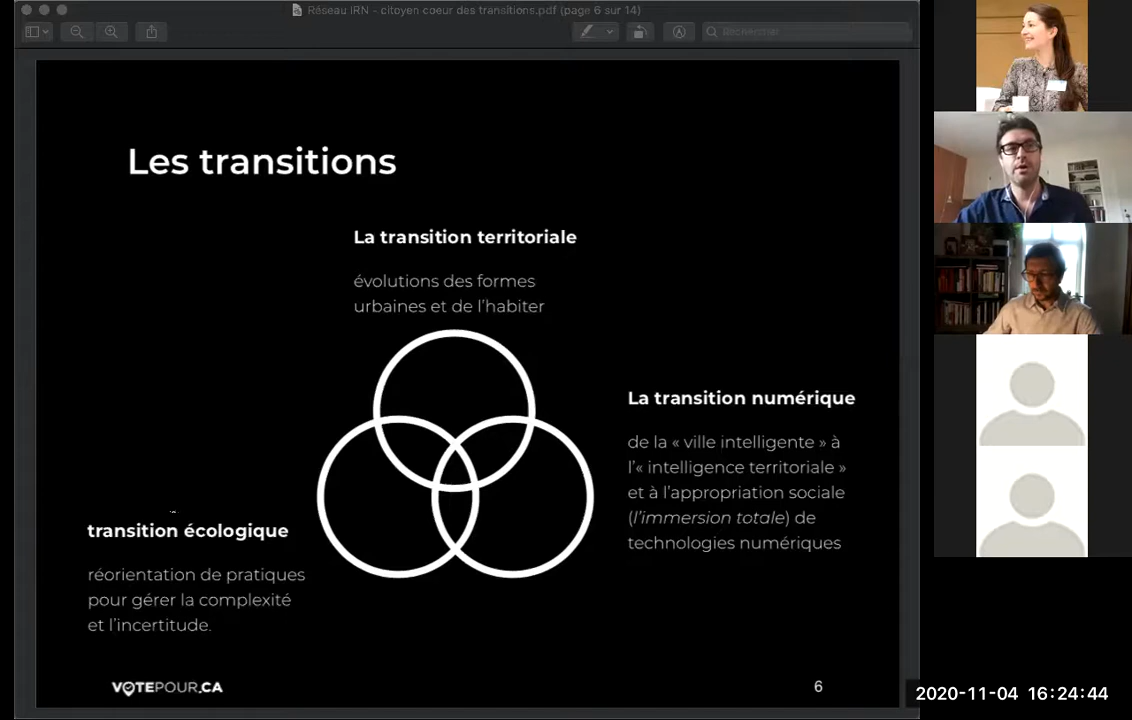 Réseau IRN - citoyen coeur des transitions.pdf (page 6 sur 14)
Rechercher
Les transitions
La transition territoriale
évolutions des formes
urbaines et de l'habiter
La transition numérique
de la « ville intelligente » à
l'« intelligence territoriale »
et à l'appropriation sociale
(l'immersion totale) de
technologies numériques
transition écologique
réorientation de pratiques
pour gérer la complexité
et l'incertitude.
VOTEPOUR.CA
6
2020-11-04 16:24:44